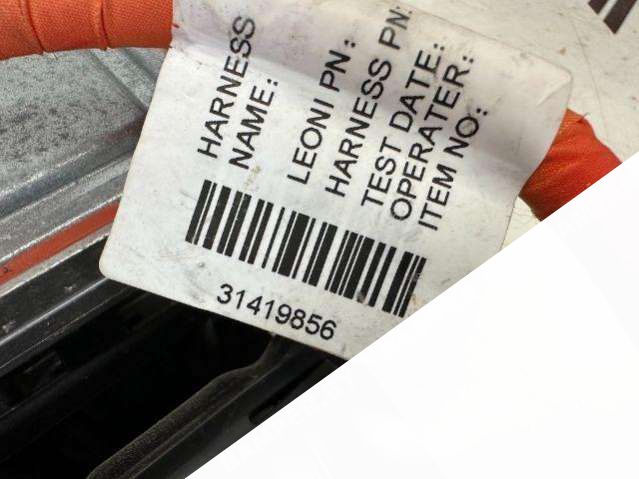 HARNESS
NAME:
LEONI PN:
HARNESS PN:
TEST DATE:
OPERATER:
ITEM NO:
31419856